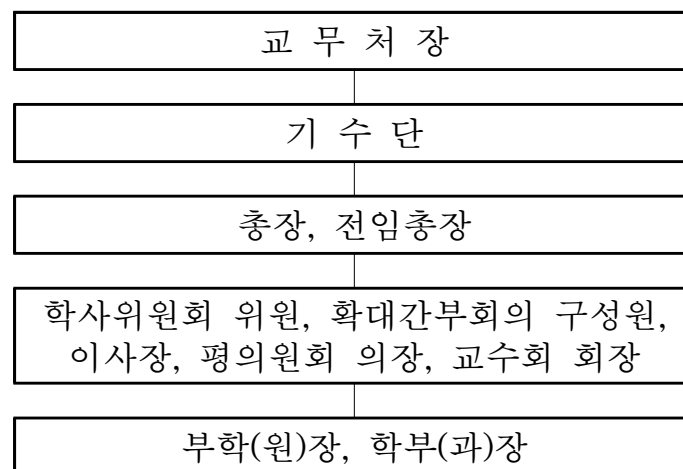 교 무 처 장
기 수 단
총장, 전임총장
학사위원회 위원, 확대간부회의 구성원,
이사장, 평의원회 의장, 교수회 회장
부학(원)장, 학부(과)장